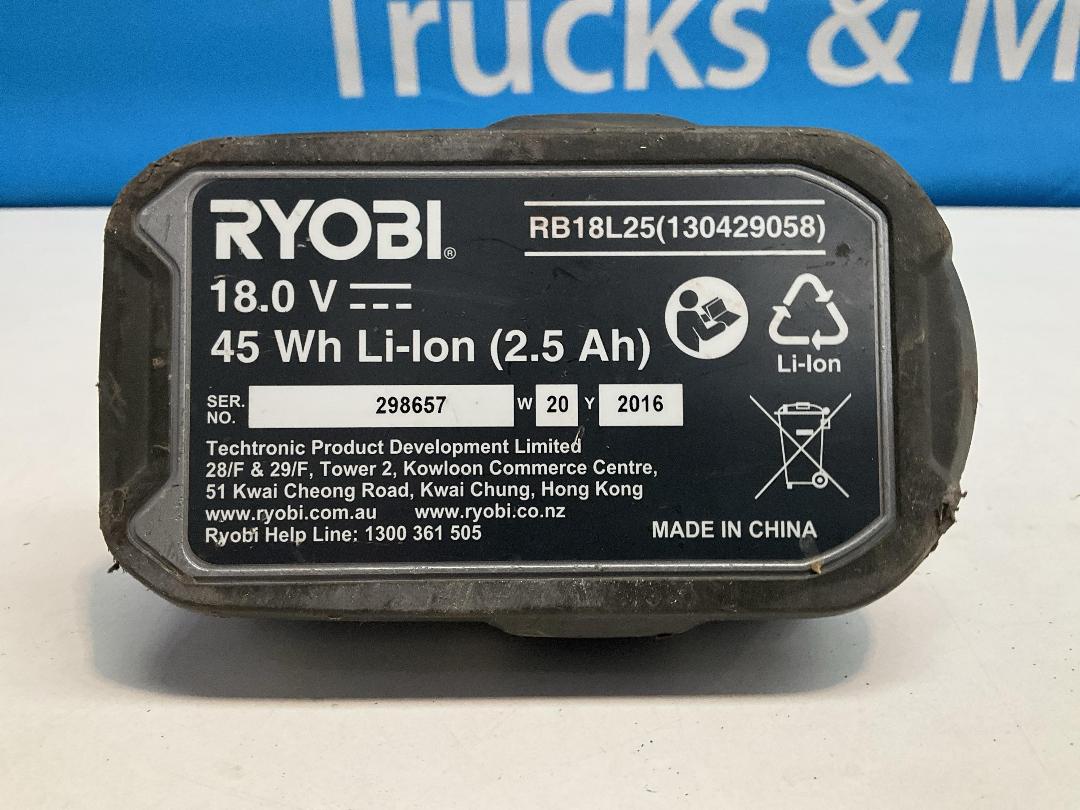 Trucks & M
RYOBI®
RB18L25(130429058)
18.0 V
45 Wh Li-Ion (2.5 Ah)
Li-Ion
SER. NO. 298657 W 20 Y 2016
Techtronic Product Development Limited
28/F & 29/F, Tower 2, Kowloon Commerce Centre,
51 Kwai Cheong Road, Kwai Chung, Hong Kong
www.ryobi.com.au www.ryobi.co.nz
Ryobi Help Line: 1300 361 505
MADE IN CHINA